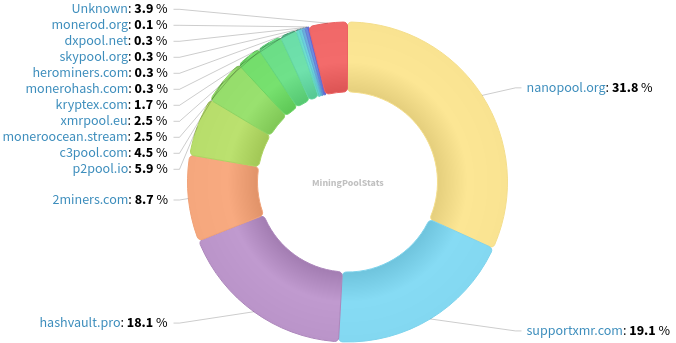 Unknown: 3.9 %
monerod.org: 0.1 %
dxpool.net: 0.3 %
skypool.org: 0.3 %
herominers.com: 0.3 %
monerohash.com: 0.3 %
kryptex.com: 1.7 %
xmrpool.eu: 2.5 %
moneroocean.stream: 2.5 %
c3pool.com: 4.5 %
p2pool.io: 5.9 %
2miners.com: 8.7 %
hashvault.pro: 18.1 %
nanopool.org: 31.8 %
MiningPoolStats
supportxmr.com: 19.1 %